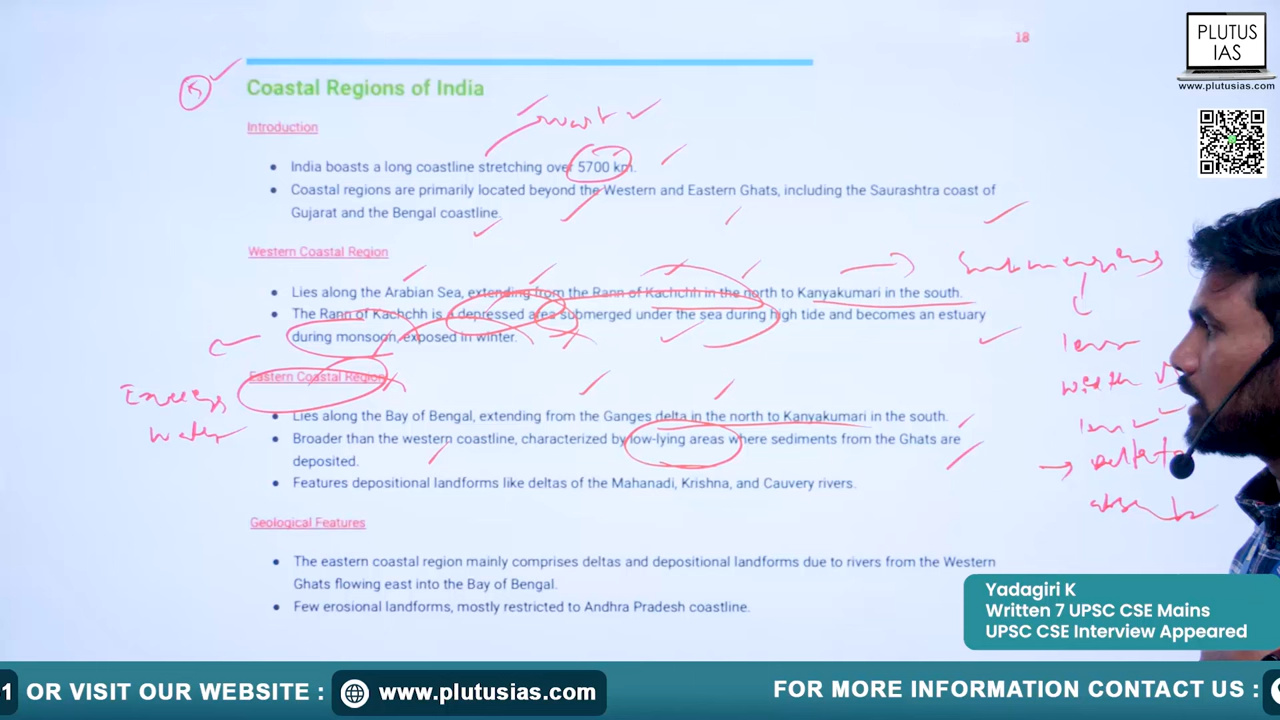 18
PLUTUS
IAS
www.plutusias.com
Coastal Regions of India
Introduction
coast
• India boasts a long coastline stretching over 5700 km.
• Coastal regions are primarily located beyond the Western and Eastern Ghats, including the Saurashtra coast of
Gujarat and the Bengal coastline.
Western Coastal Region
• Lies along the Arabian Sea, extending from the Rann of Kachchh in the north to Kanyakumari in the south.
• The Rann of Kachchh is a depressed area submerged under the sea during high tide and becomes an estuary
during monsoon, exposed in winter.
less
width
Eastern Coastal Region
water
• Lies along the Bay of Bengal, extending from the Ganges delta in the north to Kanyakumari in the south.
• Broader than the western coastline, characterized by low-lying areas where sediments from the Ghats are
deposited.
• Features depositional landforms like deltas of the Mahanadi, Krishna, and Cauvery rivers.
Geological Features
• The eastern coastal region mainly comprises deltas and depositional landforms due to rivers from the Western
Ghats flowing east into the Bay of Bengal.
• Few erosional landforms, mostly restricted to Andhra Pradesh coastline.
Yadagiri K
Written 7 UPSC CSE Mains
UPSC CSE Interview Appeared
1 OR VISIT OUR WEBSITE : www.plutusias.com FOR MORE INFORMATION CONTACT US :